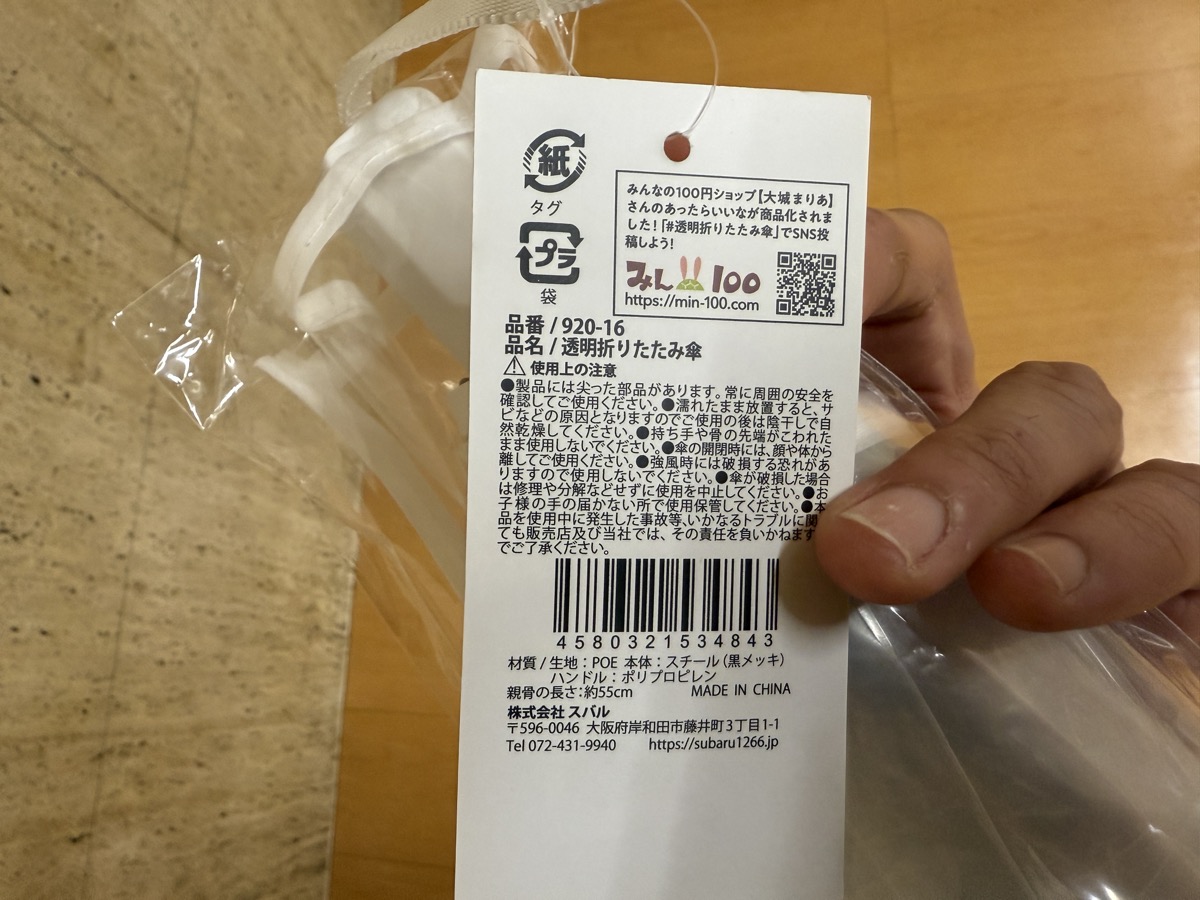 紙
タグ
プラ
袋
みんなの100円ショップ【大城まりあ】
さんのあったらいいなが商品化されま
した！「#透明折りたたみ傘」でSNS投
稿しよう！
みん100
https://min-100.com
品番 / 920-16
品名 / 透明折りたたみ傘
使用上の注意
●製品には尖った部品があります。常に周囲の安全を
確認してご使用ください。●濡れたまま放置すると、サ
ビなどの原因となりますのでご使用の後は陰干しで自
然乾燥してください。●持ち手や骨の先端がこわれた
まま使用しないでください。●傘の開閉時には、顔や体から
離してご使用ください。●強風時には破損する恐れがあ
りますので使用しないでください。●傘が破損した場合
は修理や分解などせずに使用を中止してください。●お
子様の手の届かない所で使用保管してください。●本
品を使用中に発生した事故等、いかなるトラブルに関
ても販売店及び当社では、その責任を負いかねます
でご了承ください。
4580321534843
材質 / 生地：POE 本体：スチール（黒メッキ）
ハンドル：ポリプロピレン
親骨の長さ：約55cm MADE IN CHINA
株式会社 スバル
〒596-0046 大阪府岸和田市藤井町3丁目1-1
Tel 072-431-9940 https://subaru1266.jp